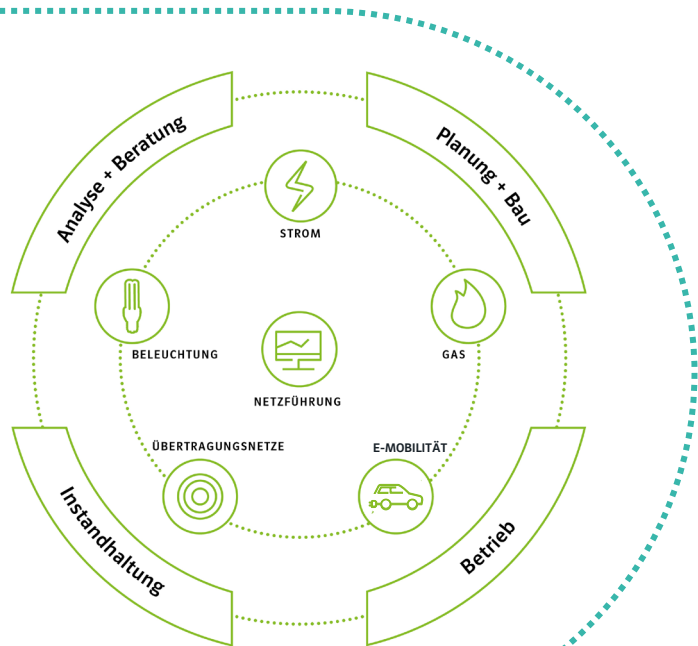 Analyse + Beratung
Planung + Bau
STROM
BELEUCHTUNG
GAS
NETZFÜHRUNG
ÜBERTRAGUNGSNETZE
E-MOBILITÄT
Instandhaltung
Betrieb